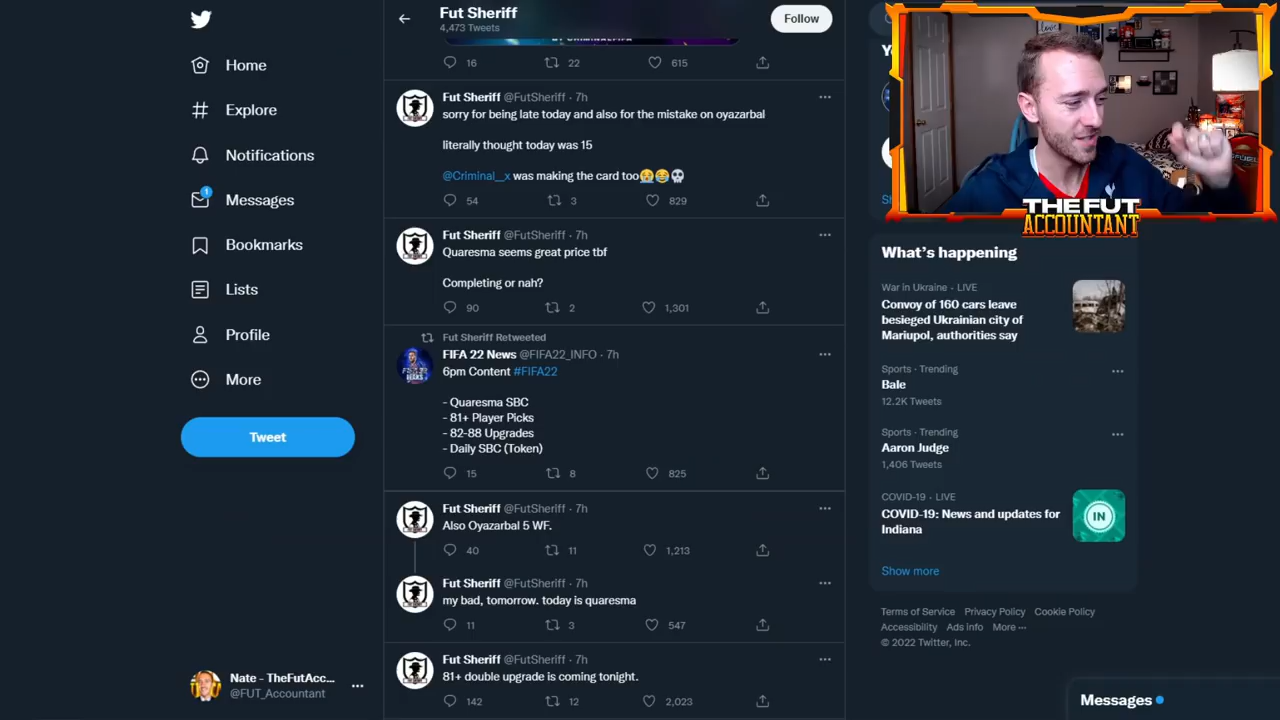 Home
Explore
Notifications
1
Messages
Bookmarks
Lists
Profile
More
Tweet
Nate - TheFutAcc...
@FUT_Accountant
Fut Sheriff
4,473 Tweets
Follow
16 22 615
Fut Sheriff @FutSheriff · 7h
sorry for being late today and also for the mistake on oyazarbal
literally thought today was 15
@Criminal__x was making the card too😭😂💀
54 3 829
Fut Sheriff @FutSheriff · 7h
Quaresma seems great price tbf
Completing or nah?
90 2 1,301
Fut Sheriff Retweeted
FIFA 22 News @FIFA22_INFO · 7h
6pm Content #FIFA22
- Quaresma SBC
- 81+ Player Picks
- 82-88 Upgrades
- Daily SBC (Token)
15 8 825
Fut Sheriff @FutSheriff · 7h
Also Oyazarbal 5 WF.
40 11 1,213
Fut Sheriff @FutSheriff · 7h
my bad, tomorrow. today is quaresma
11 3 547
Fut Sheriff @FutSheriff · 7h
81+ double upgrade is coming tonight.
142 12 2,023
THE FUT
ACCOUNTANT
What's happening
War in Ukraine · LIVE
Convoy of 160 cars leave
besieged Ukrainian city of
Mariupol, authorities say
Sports · Trending
Bale
12.2K Tweets
Sports · Trending
Aaron Judge
1,406 Tweets
COVID-19 · LIVE
COVID-19: News and updates for
Indiana
IN
Show more
Terms of Service Privacy Policy Cookie Policy
Accessibility Ads info More ···
© 2022 Twitter, Inc.
Messages